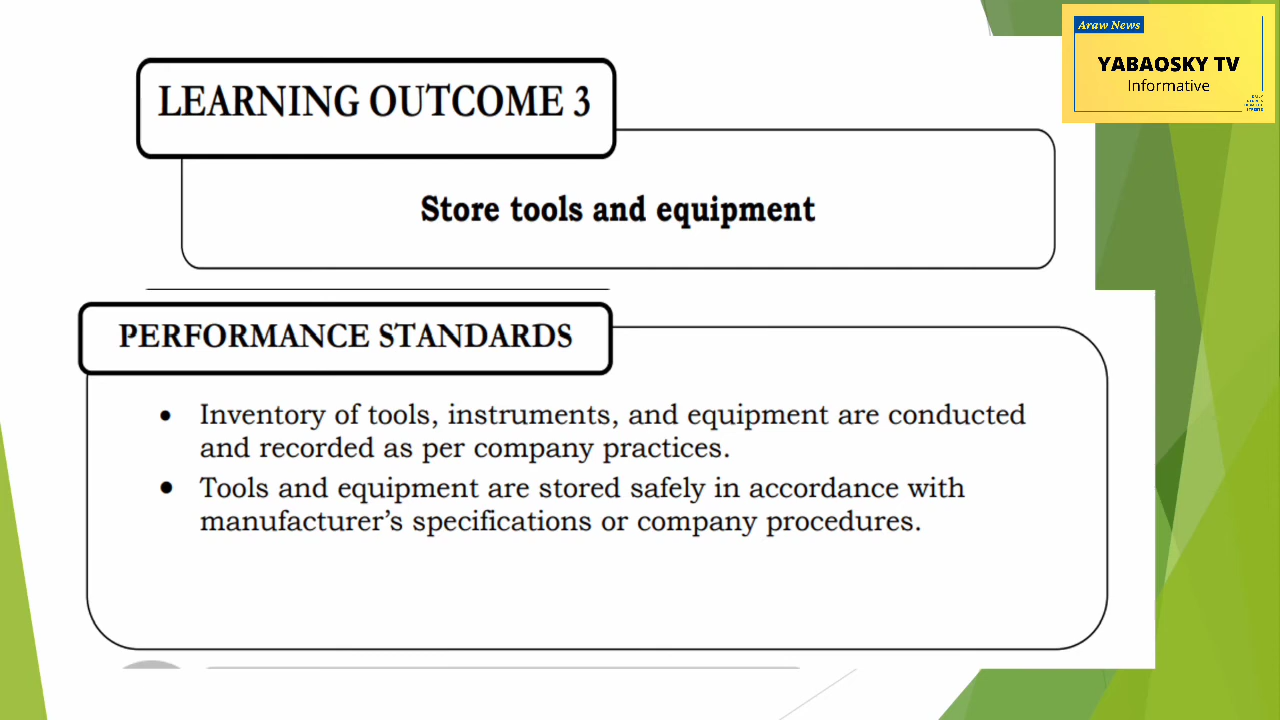 Araw News
YABAOSKY TV
Informative
LEARNING OUTCOME 3
Store tools and equipment
PERFORMANCE STANDARDS
• Inventory of tools, instruments, and equipment are conducted
and recorded as per company practices.
• Tools and equipment are stored safely in accordance with
manufacturer's specifications or company procedures.